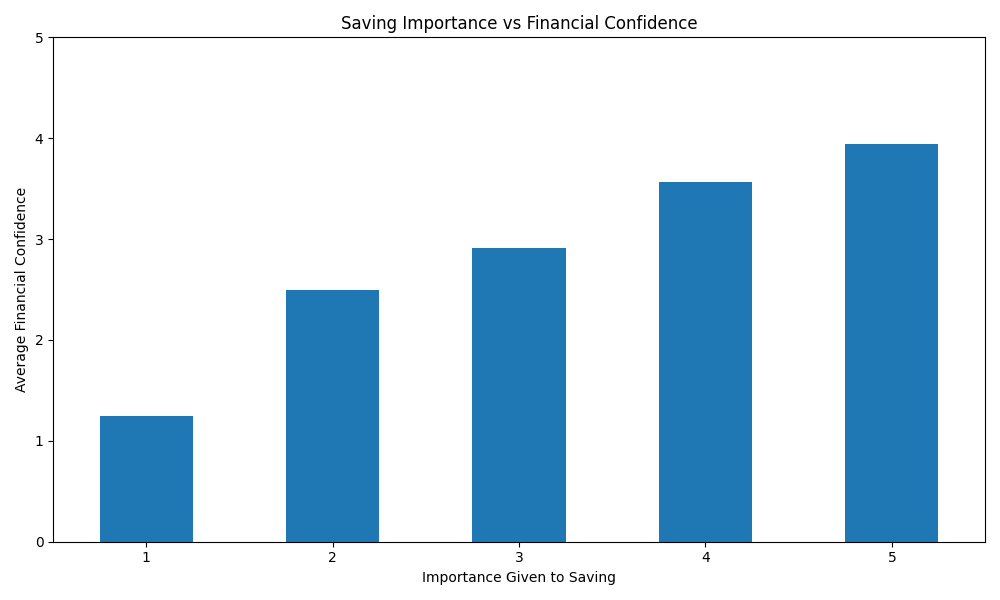 Saving Importance vs Financial Confidence
5
4
3
2
1
0
Average Financial Confidence
1 2 3 4 5
Importance Given to Saving